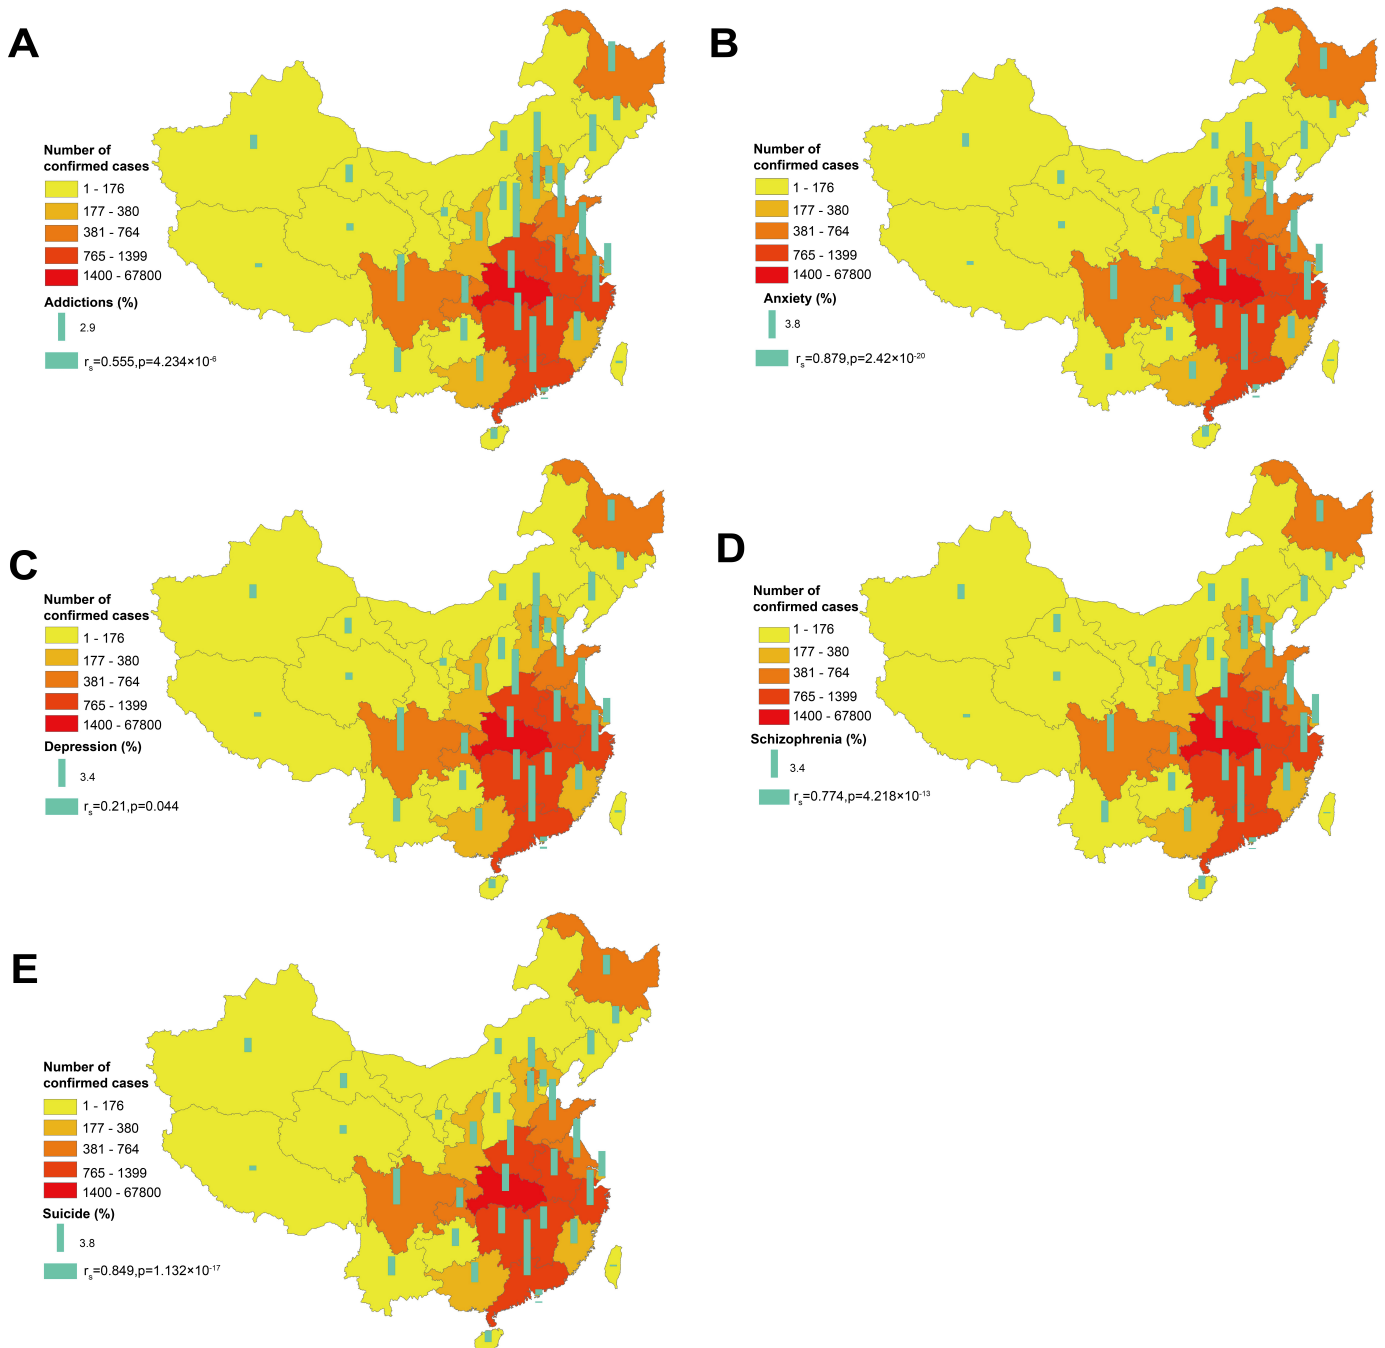 A
Number of
confirmed cases
1 - 176
177 - 380
381 - 764
765 - 1399
1400 - 67800
Addictions (%)
2.9
rs=0.555,p=4.234×10-6
B
Number of
confirmed cases
1 - 176
177 - 380
381 - 764
765 - 1399
1400 - 67800
Anxiety (%)
3.8
rs=0.879,p=2.42×10-20
C
Number of
confirmed cases
1 - 176
177 - 380
381 - 764
765 - 1399
1400 - 67800
Depression (%)
3.4
rs=0.21,p=0.044
D
Number of
confirmed cases
1 - 176
177 - 380
381 - 764
765 - 1399
1400 - 67800
Schizophrenia (%)
3.4
rs=0.774,p=4.218×10-13
E
Number of
confirmed cases
1 - 176
177 - 380
381 - 764
765 - 1399
1400 - 67800
Suicide (%)
3.8
rs=0.849,p=1.132×10-17